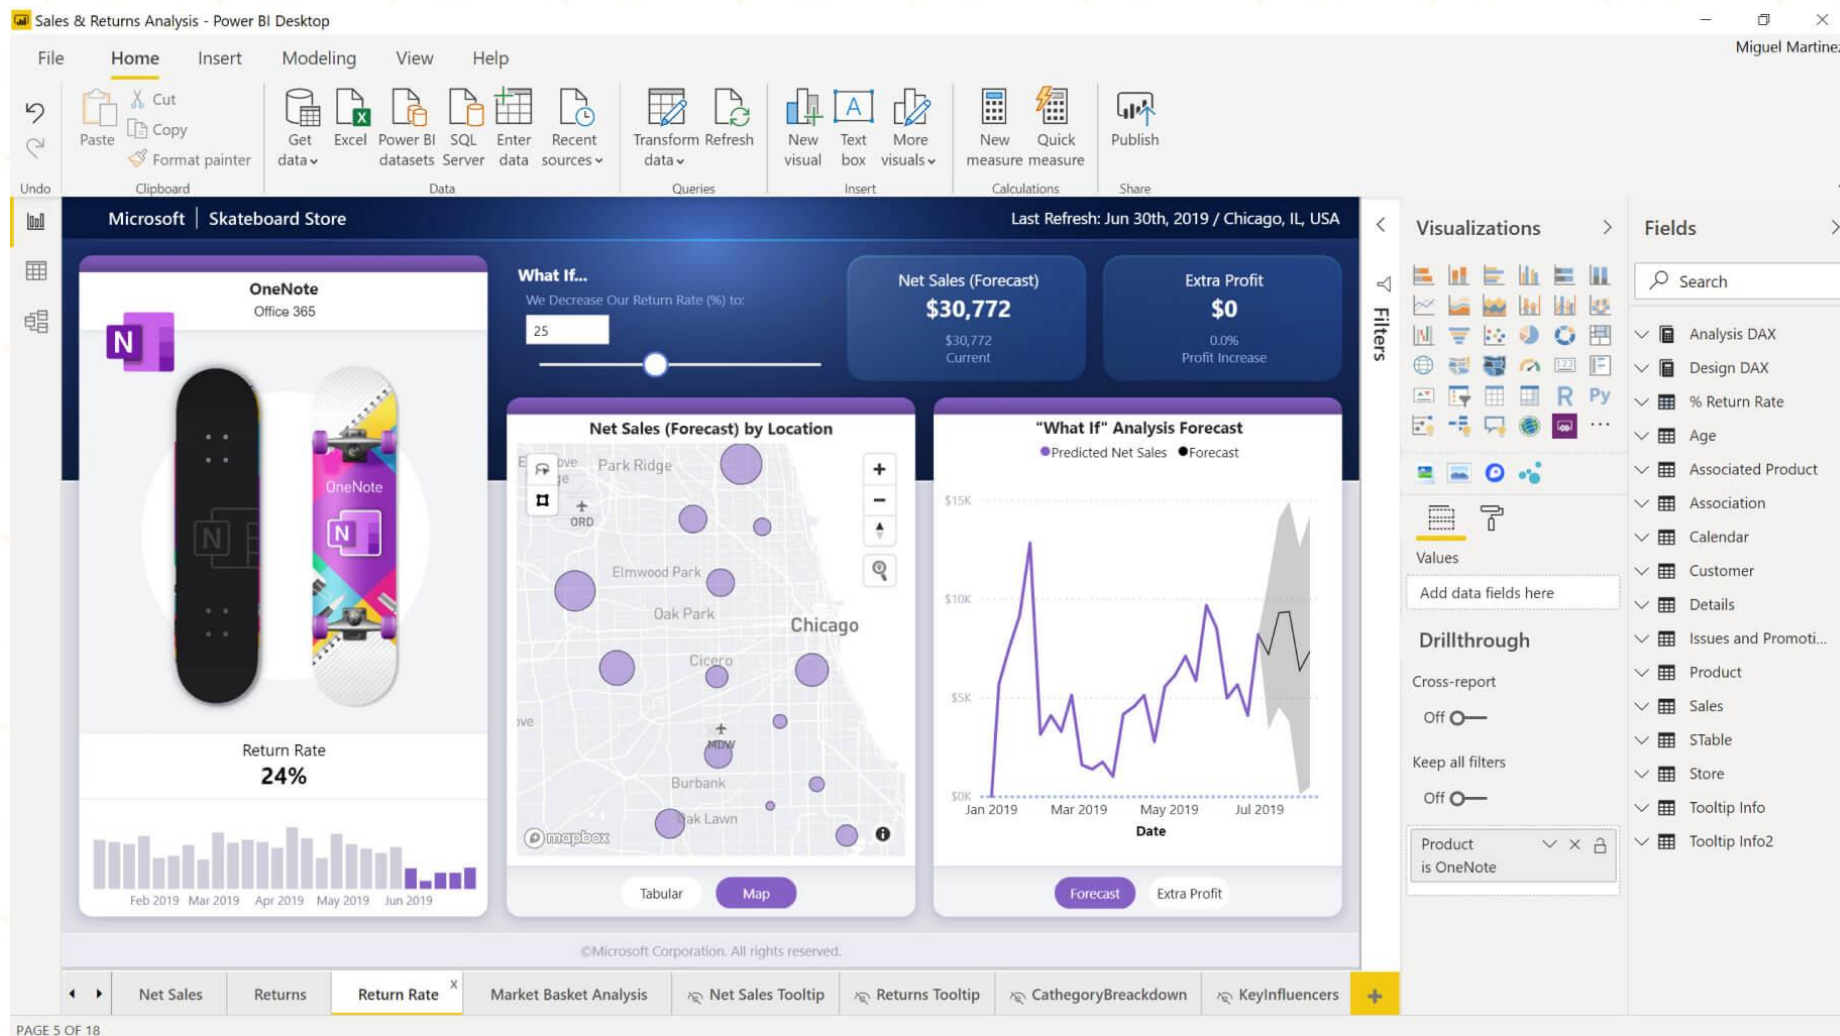 Sales & Returns Analysis - Power BI Desktop
Miguel Martinez
File Home Insert Modeling View Help
Paste
Cut
Copy
Format painter
Get data
Excel
Power BI datasets
SQL Server
Enter data
Recent sources
Transform data
Refresh
New visual
Text box
More visuals
New measure
Quick measure
Publish
Undo
Clipboard
Data
Queries
Insert
Calculations
Share
Microsoft | Skateboard Store
Last Refresh: Jun 30th, 2019 / Chicago, IL, USA
OneNote
Office 365
N
OneNote
N
N
Return Rate
24%
Feb 2019 Mar 2019 Apr 2019 May 2019 Jun 2019
What If...
We Decrease Our Return Rate (%) to:
25
Net Sales (Forecast)
$30,772
$30,772
Current
Extra Profit
$0
0.0%
Profit Increase
Net Sales (Forecast) by Location
Park Ridge
ORD
Elmwood Park
Oak Park
Chicago
Cicero
MDW
Burbank
Oak Lawn
mapbox
Tabular
Map
"What If" Analysis Forecast
Predicted Net Sales Forecast
$15K
$10K
$5K
$0K
Jan 2019 Mar 2019 May 2019 Jul 2019
Date
Forecast
Extra Profit
©Microsoft Corporation. All rights reserved.
Filters
Visualizations
123
R Py
Values
Add data fields here
Drillthrough
Cross-report
Off
Keep all filters
Off
Product
is OneNote
Fields
Search
Analysis DAX
Design DAX
% Return Rate
Age
Associated Product
Association
Calendar
Customer
Details
Issues and Promoti...
Product
Sales
STable
Store
Tooltip Info
Tooltip Info2
Net Sales
Returns
Return Rate
X
Market Basket Analysis
Net Sales Tooltip
Returns Tooltip
CathegoryBreackdown
KeyInfluencers
+
PAGE 5 OF 18